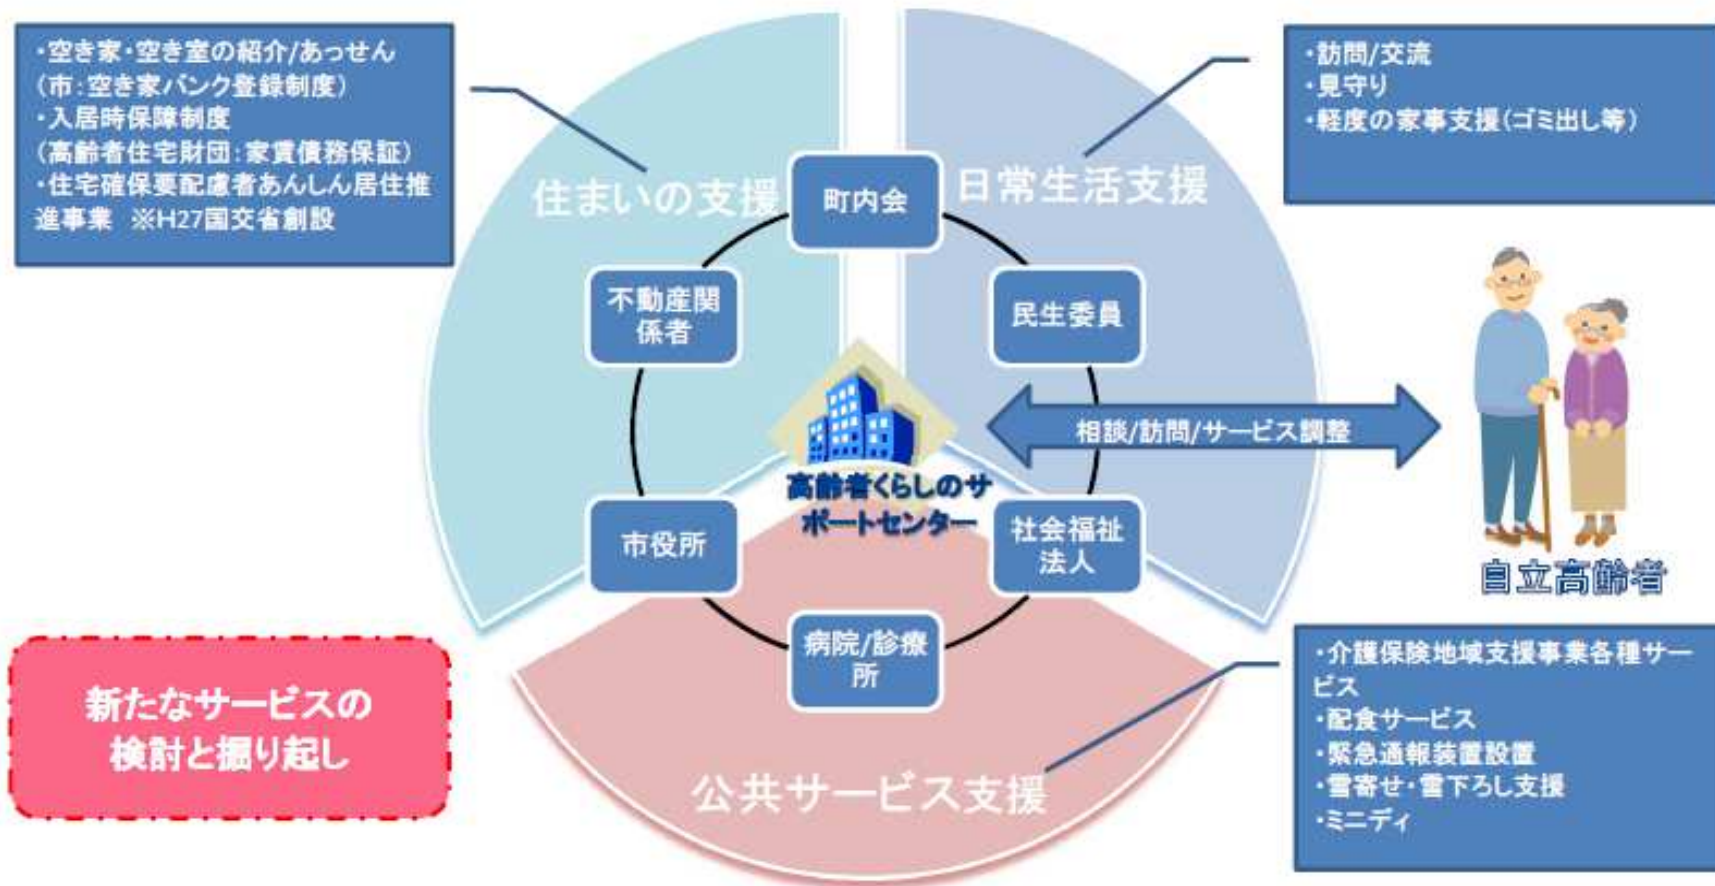 ・空き家・空き室の紹介/あっせん
(市:空き家バンク登録制度)
・入居時保障制度
(高齢者住宅財団:家賃債務保証)
・住宅確保要配慮者あんしん居住推
進事業 ※H27国交省創設
・訪問/交流
・見守り
・軽度の家事支援(ゴミ出し等)
住まいの支援
町内会
日常生活支援
不動産関
係者
民生委員
相談/訪問/サービス調整
高齢者くらしのサ
ポートセンター
市役所
社会福祉
法人
病院/診療
所
自立高齢者
新たなサービスの
検討と掘り起し
公共サービス支援
・介護保険地域支援事業各種サー
ビス
・配食サービス
・緊急通報装置設置
・雪寄せ・雪下ろし支援
・ミニディ